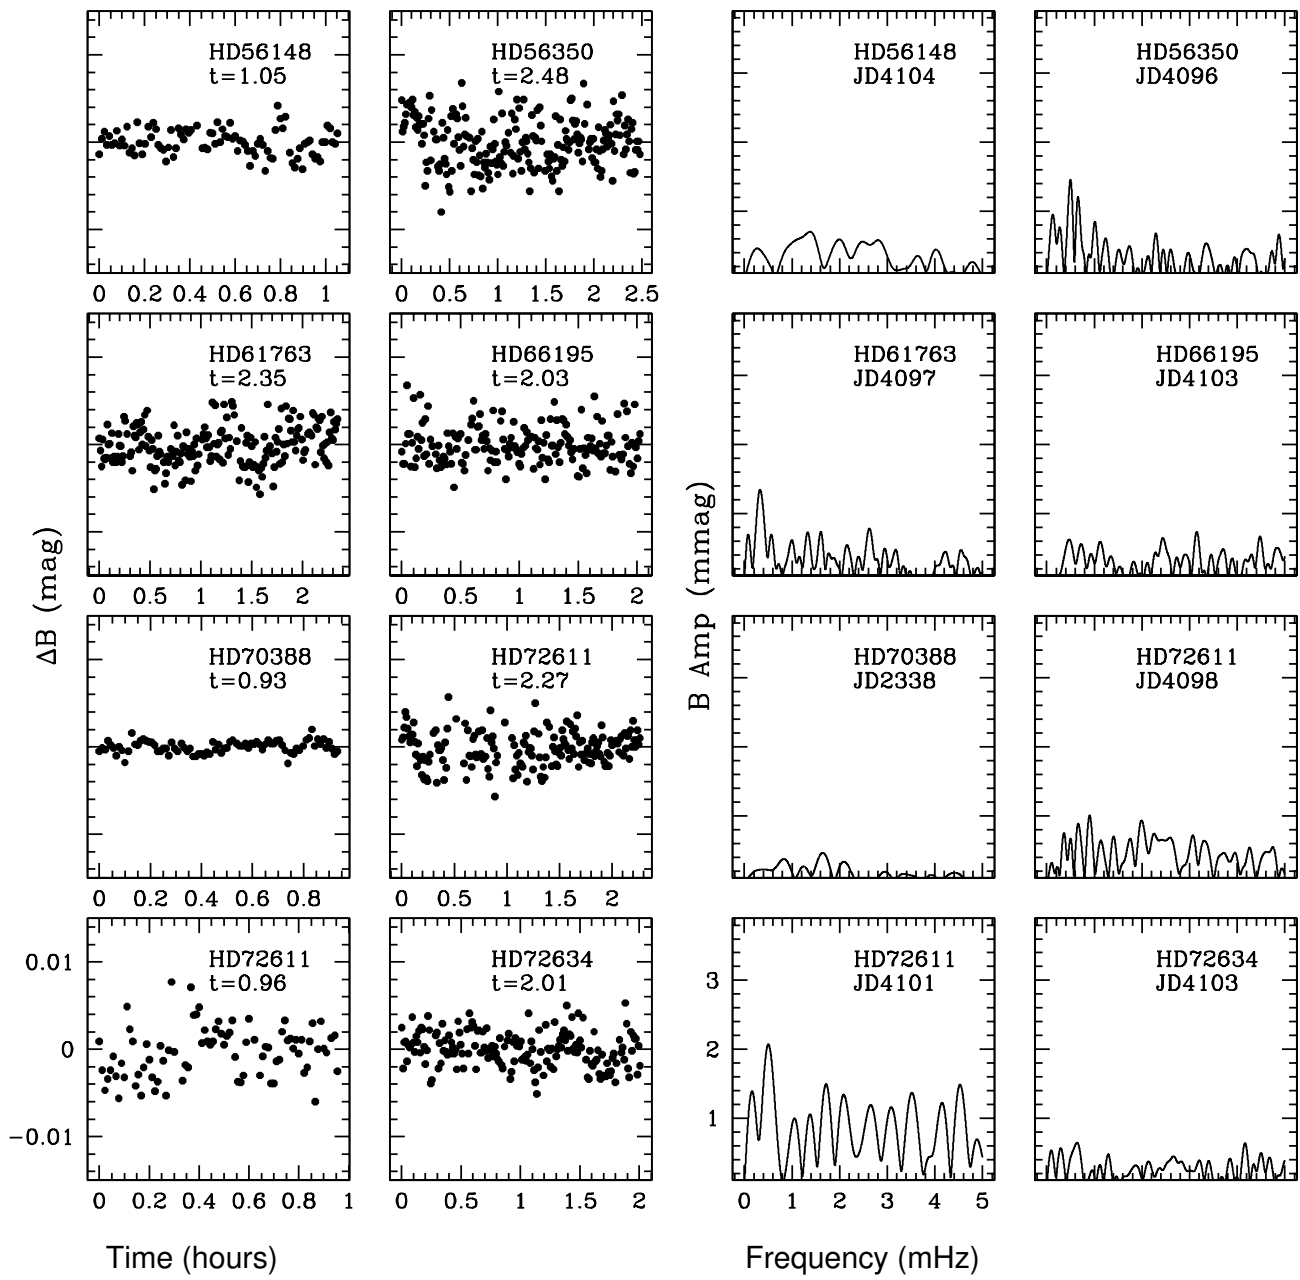 HD56148
t=1.05
HD56350
t=2.48
HD56148
JD4104
HD56350
JD4096
0 0.2 0.4 0.6 0.8 1
0 0.5 1 1.5 2 2.5
HD61763
t=2.35
HD66195
t=2.03
HD61763
JD4097
HD66195
JD4103
0 0.5 1 1.5 2
0 0.5 1 1.5 2
ΔB (mag)
B Amp (mmag)
HD70388
t=0.93
HD72611
t=2.27
HD70388
JD2338
HD72611
JD4098
0 0.2 0.4 0.6 0.8
0 0.5 1 1.5 2
HD72611
t=0.96
HD72634
t=2.01
HD72611
JD4101
HD72634
JD4103
0.01
0
−0.01
3
2
1
0 0.2 0.4 0.6 0.8 1
0 0.5 1 1.5 2
0 1 2 3 4 5
Time (hours)
Frequency (mHz)